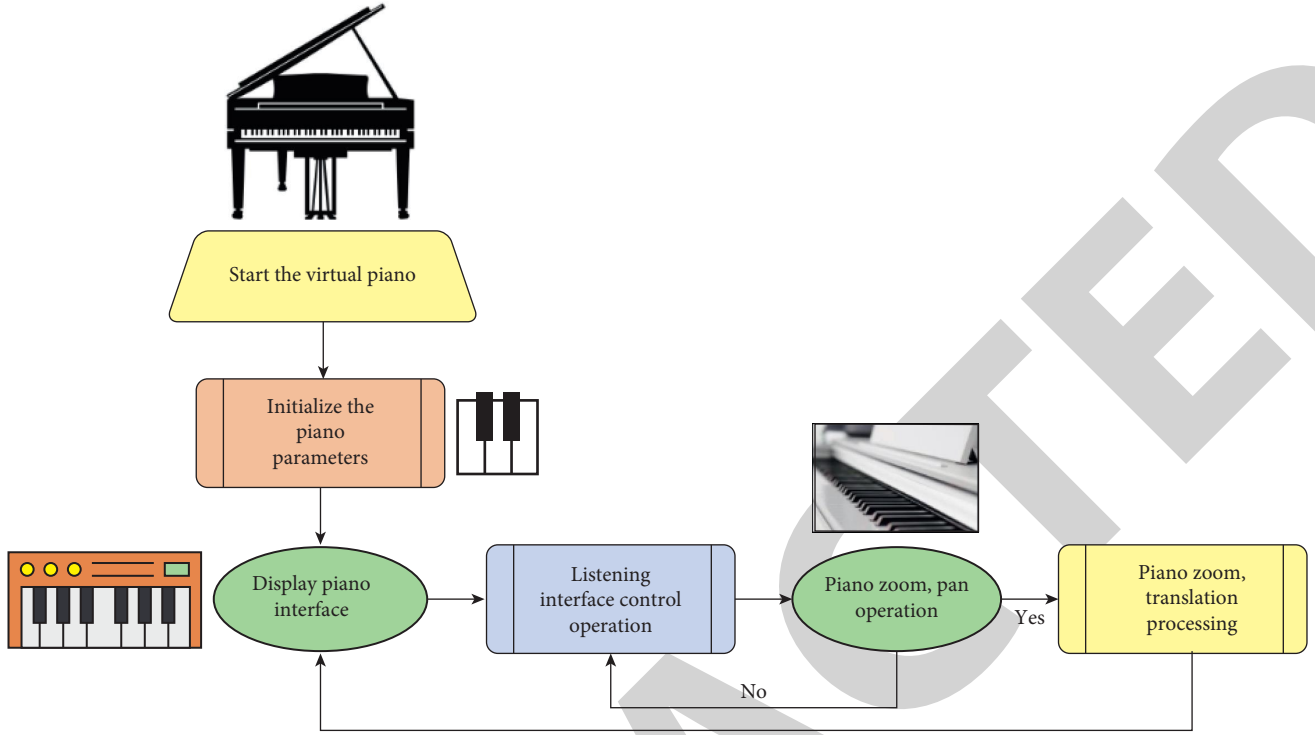 Start the virtual piano
Initialize the
piano
parameters
Display piano
interface
Listening
interface control
operation
Piano zoom, pan
operation
Yes
Piano zoom,
translation
processing
No
ACTED